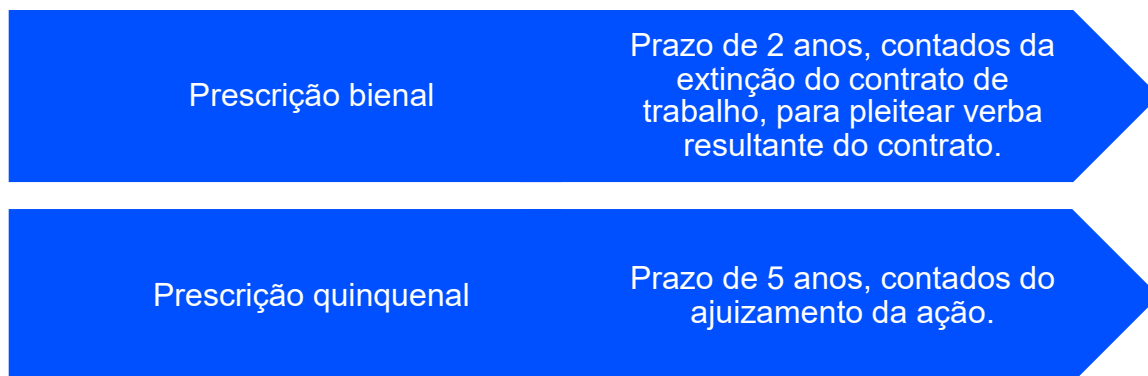 Prescrição bienal
Prazo de 2 anos, contados da
extinção do contrato de
trabalho, para pleitear verba
resultante do contrato.
Prescrição quinquenal
Prazo de 5 anos, contados do
ajuizamento da ação.